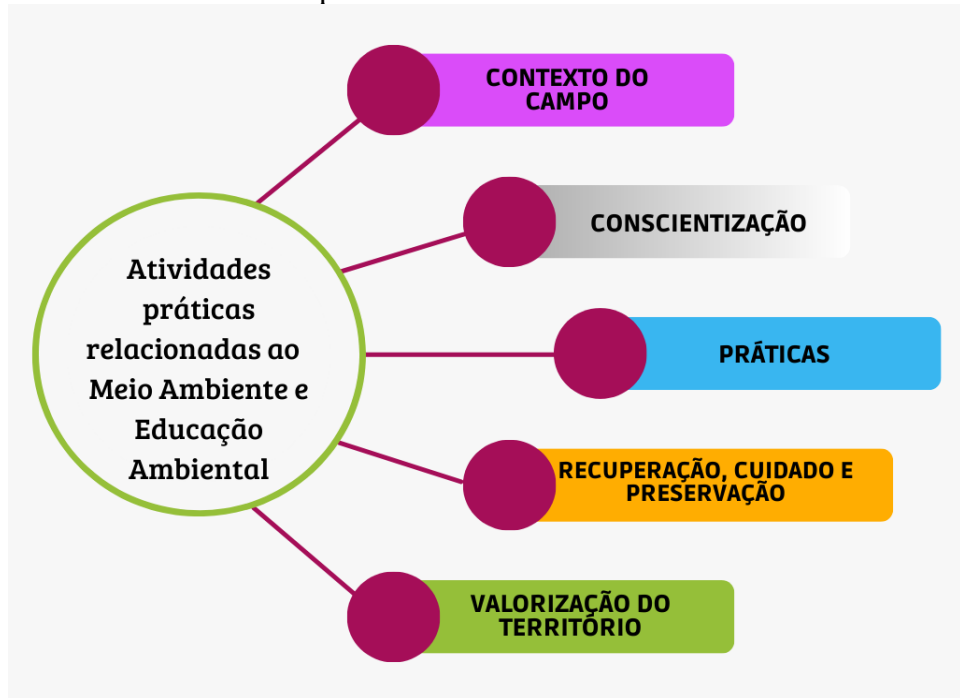 CONTEXTO DO
CAMPO
CONSCIENTIZAÇÃO
Atividades
práticas
relacionadas ao
Meio Ambiente e
Educação
Ambiental
PRÁTICAS
RECUPERAÇÃO, CUIDADO E
PRESERVAÇÃO
VALORIZAÇÃO DO
TERRITÓRIO